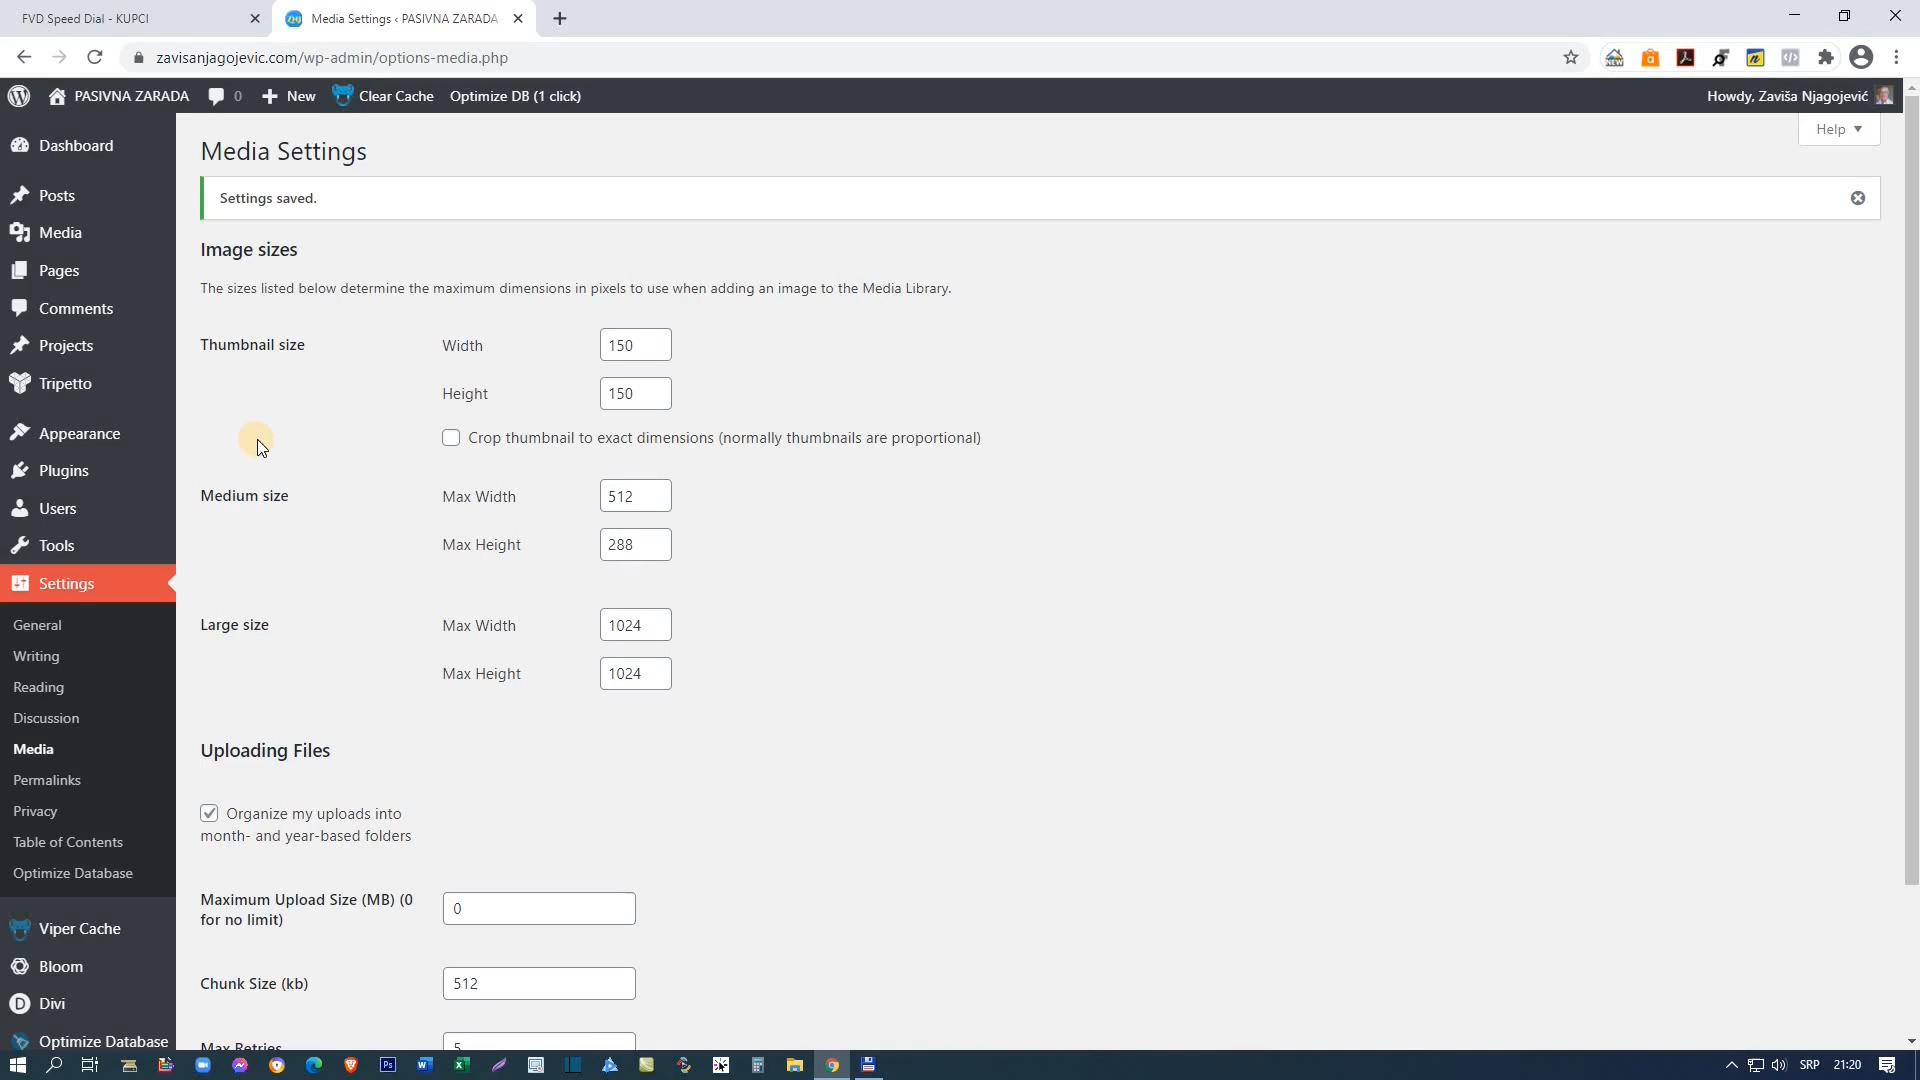 FVD Speed Dial - KUPCI
Media Settings ‹ PASIVNA ZARADA
zavisanjagojevic.com/wp-admin/options-media.php
PASIVNA ZARADA
0
New
Clear Cache
Optimize DB (1 click)
Howdy, Zaviša Njagojević
Help
Dashboard
Posts
Media
Pages
Comments
Projects
Tripetto
Appearance
Plugins
Users
Tools
Settings
General
Writing
Reading
Discussion
Media
Permalinks
Privacy
Table of Contents
Optimize Database
Viper Cache
Bloom
Divi
Optimize Database
Media Settings
Settings saved.
Image sizes
The sizes listed below determine the maximum dimensions in pixels to use when adding an image to the Media Library.
Thumbnail size
Width 150
Height 150
Crop thumbnail to exact dimensions (normally thumbnails are proportional)
Medium size
Max Width 512
Max Height 288
Large size
Max Width 1024
Max Height 1024
Uploading Files
Organize my uploads into
month- and year-based folders
Maximum Upload Size (MB) (0
for no limit)
0
Chunk Size (kb) 512
Max Retries 5
SRP 21:20